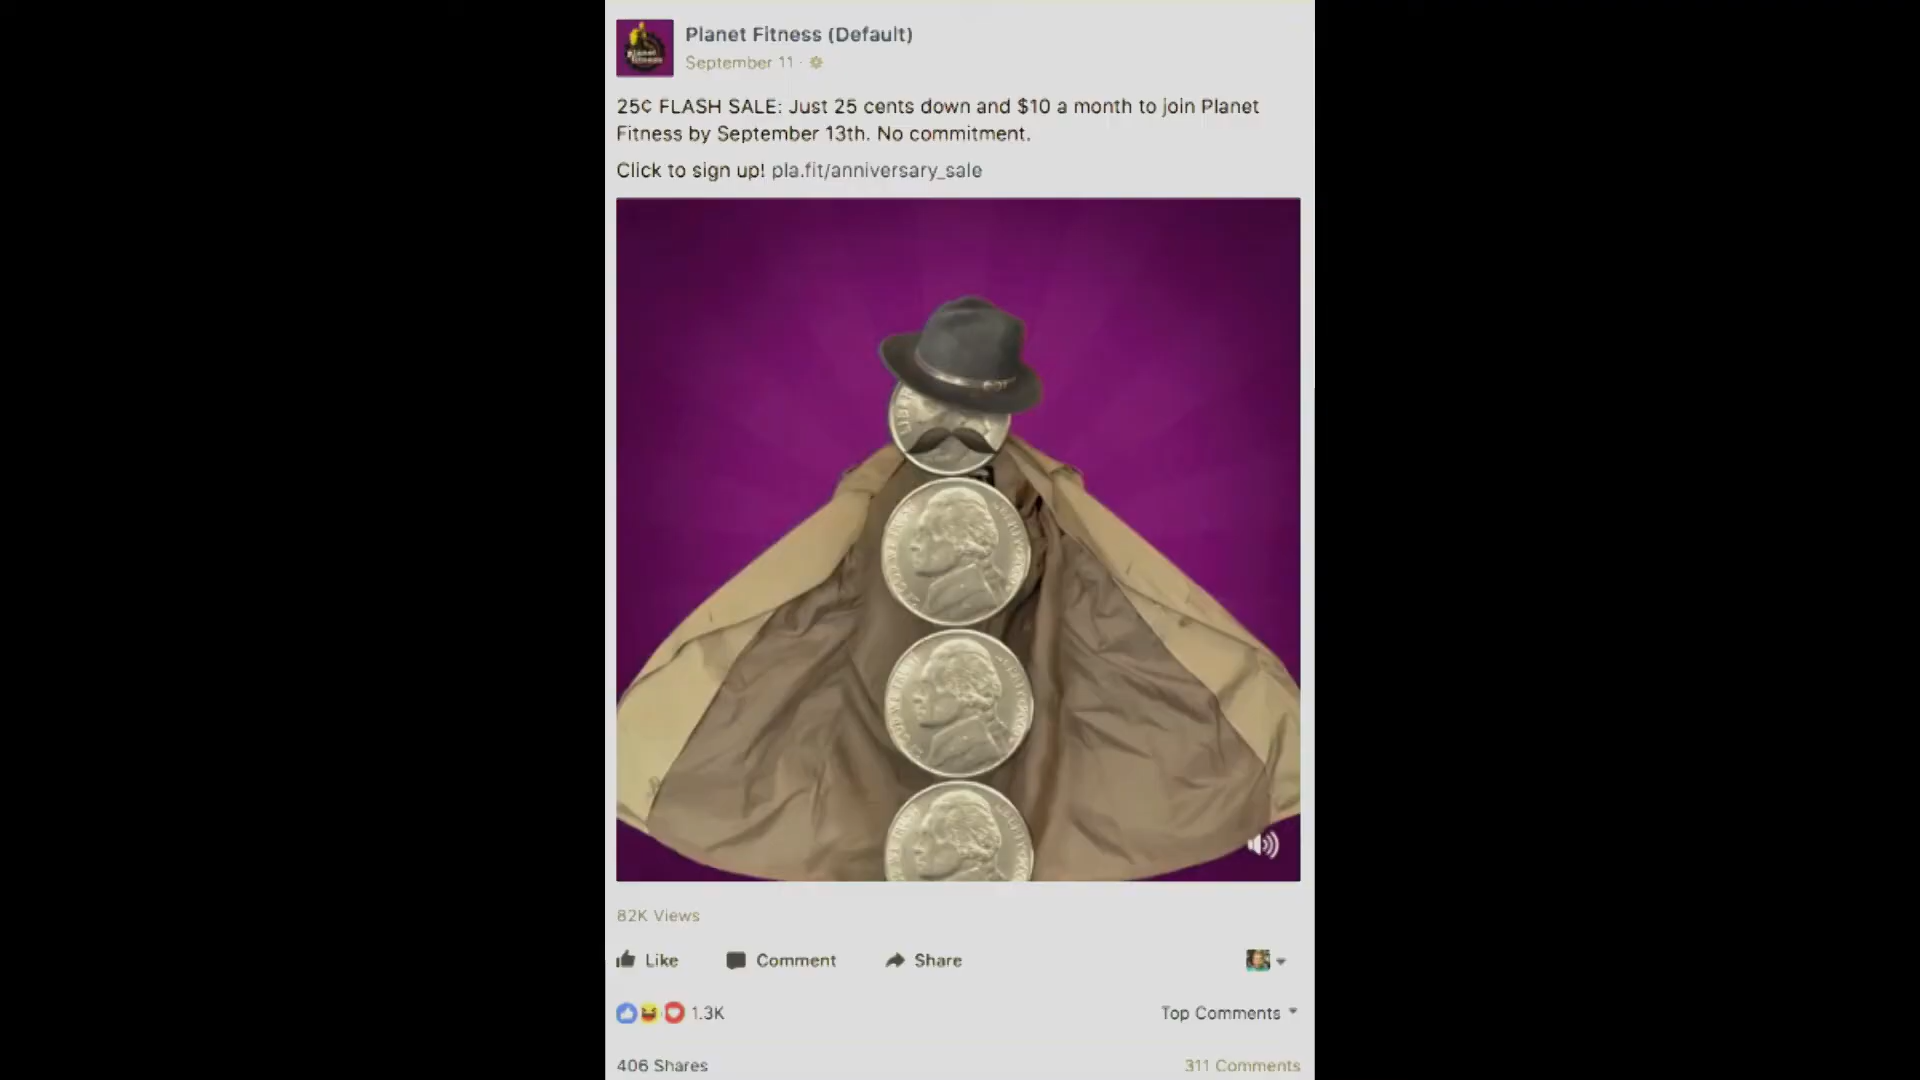 Planet Fitness (Default)
September 11 ·
25¢ FLASH SALE: Just 25 cents down and $10 a month to join Planet
Fitness by September 13th. No commitment.
Click to sign up! pla.fit/anniversary_sale
82K Views
Like Comment Share
1.3K Top Comments
406 Shares 311 Comments